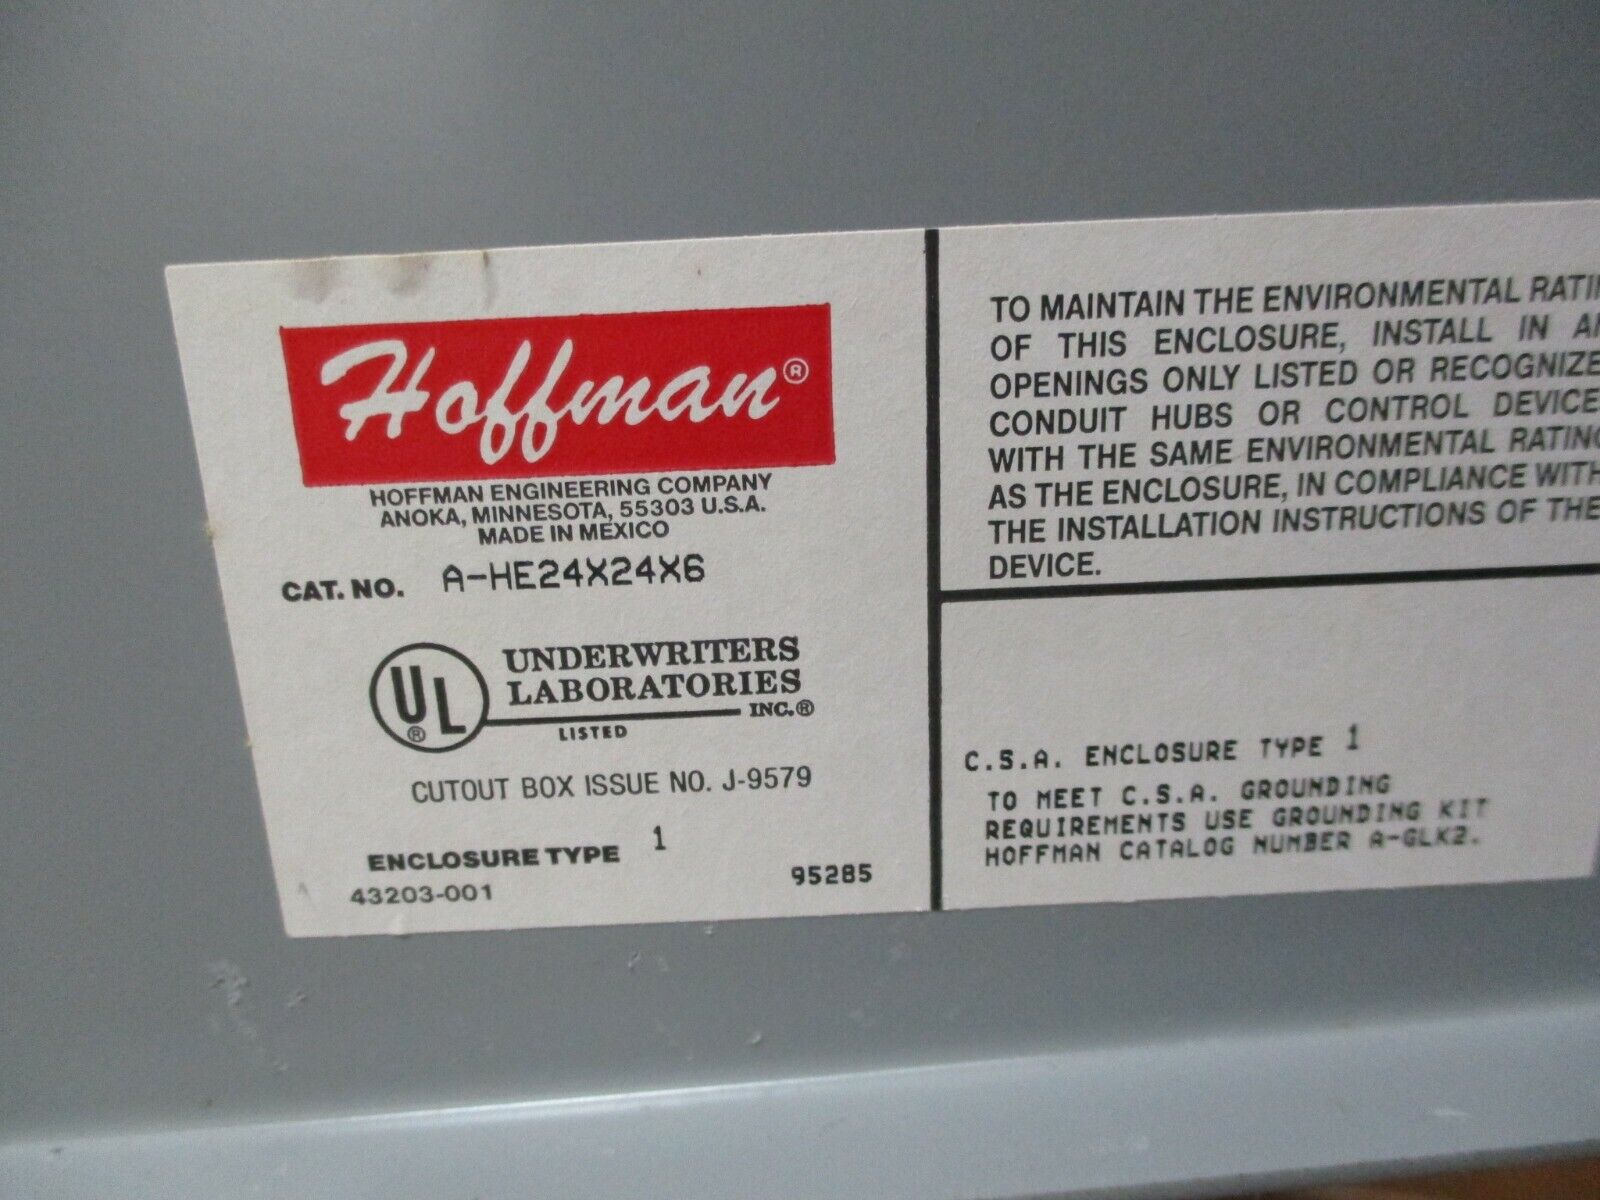 Hoffman®
HOFFMAN ENGINEERING COMPANY
ANOKA, MINNESOTA, 55303 U.S.A.
MADE IN MEXICO
CAT. NO. A-HE24X24X6
UL® UNDERWRITERS
LABORATORIES
INC.®
LISTED
CUTOUT BOX ISSUE NO. J-9579
ENCLOSURE TYPE 1
43203-001 95285
TO MAINTAIN THE ENVIRONMENTAL
OF THIS ENCLOSURE, INSTALL IN
OPENINGS ONLY LISTED OR
CONDUIT HUBS OR CONTROL
WITH THE SAME ENVIRONMENTAL
AS THE ENCLOSURE, IN COMPLIANCE WITH
THE INSTALLATION INSTRUCTIONS OF THE
DEVICE.
C.S.A. ENCLOSURE TYPE 1
TO MEET C.S.A. GROUNDING
REQUIREMENTS USE GROUNDING KIT
HOFFMAN CATALOG NUMBER A-GLK2.